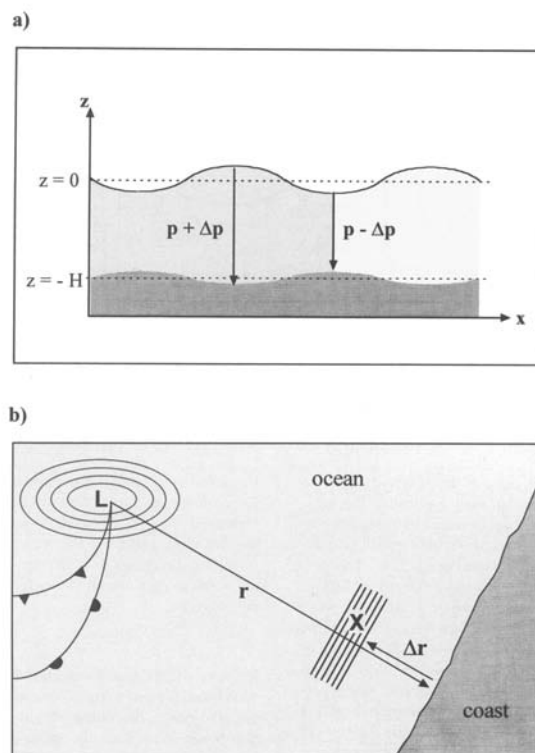 a)
z
z = 0
p + Δp
p - Δp
z = - H
x
b)
L
ocean
r
X
Δr
coast